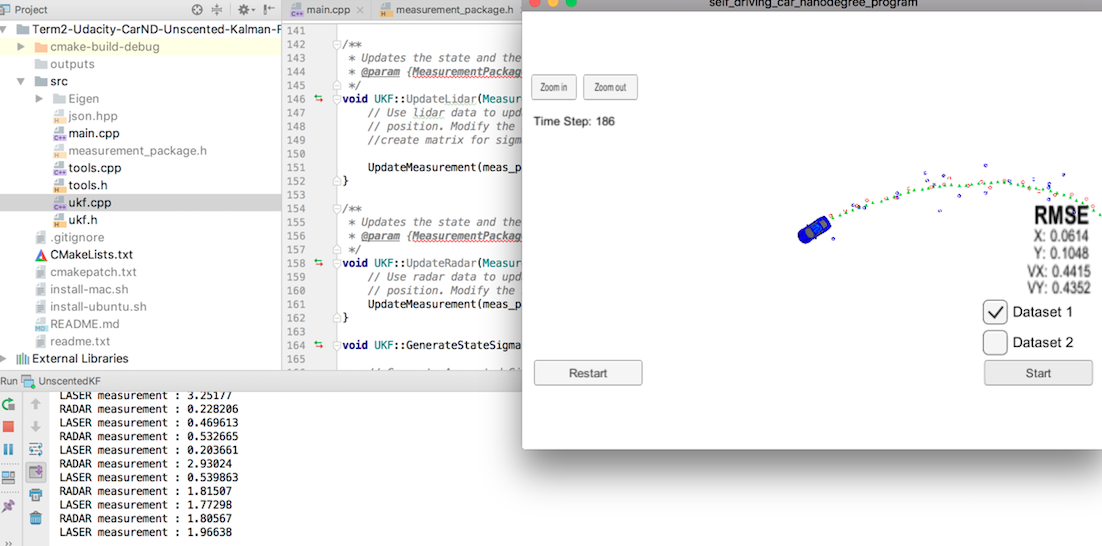 Project
Term2-Udacity-CarND-Unscented-Kalman-F
cmake-build-debug
outputs
src
Eigen
json.hpp
main.cpp
measurement_package.h
tools.cpp
tools.h
ukf.cpp
ukf.h
.gitignore
CMakeLists.txt
cmakepatch.txt
install-mac.sh
install-ubuntu.sh
README.md
readme.txt
External Libraries
main.cpp
measurement_package.h
141
142 /**
143 * Updates the state and the
144 * @param {MeasurementPackag
145 */
146 void UKF::UpdateLidar(Measur
147 // Use lidar data to upd
148 // position. Modify the
149 //create matrix for sigm
150
151 UpdateMeasurement(meas_p
152 }
153
154 /**
155 * Updates the state and the
156 * @param {MeasurementPackag
157 */
158 void UKF::UpdateRadar(Measur
159 // Use radar data to upd
160 // position. Modify the
161 UpdateMeasurement(meas_p
162 }
163
164 void UKF::GenerateStateSigma
165
self_driving_car_nanodegree_program
Zoom in Zoom out
Time Step: 186
RMSE
X: 0.0614
Y: 0.1048
VX: 0.4415
VY: 0.4352
Dataset 1
Dataset 2
Restart
Start
Run UnscentedKF
LASER measurement : 3.25177
RADAR measurement : 0.228206
LASER measurement : 0.469613
RADAR measurement : 0.532665
LASER measurement : 0.203661
RADAR measurement : 2.93024
LASER measurement : 0.539863
RADAR measurement : 1.81507
LASER measurement : 1.77298
RADAR measurement : 1.80567
LASER measurement : 1.96638